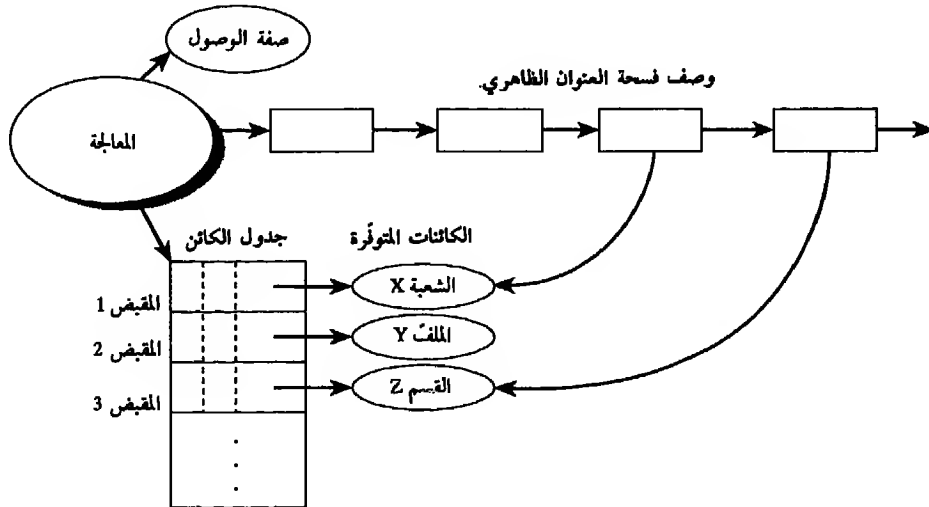 صفة الوصول
وصف فسحة العنوان الظاهري.
المعالجة
جدول الكائن
الكائنات المتوفّرة
المقبض 1
الشعبة X
المقبض 2
الملفّ Y
المقبض 3
القسم Z